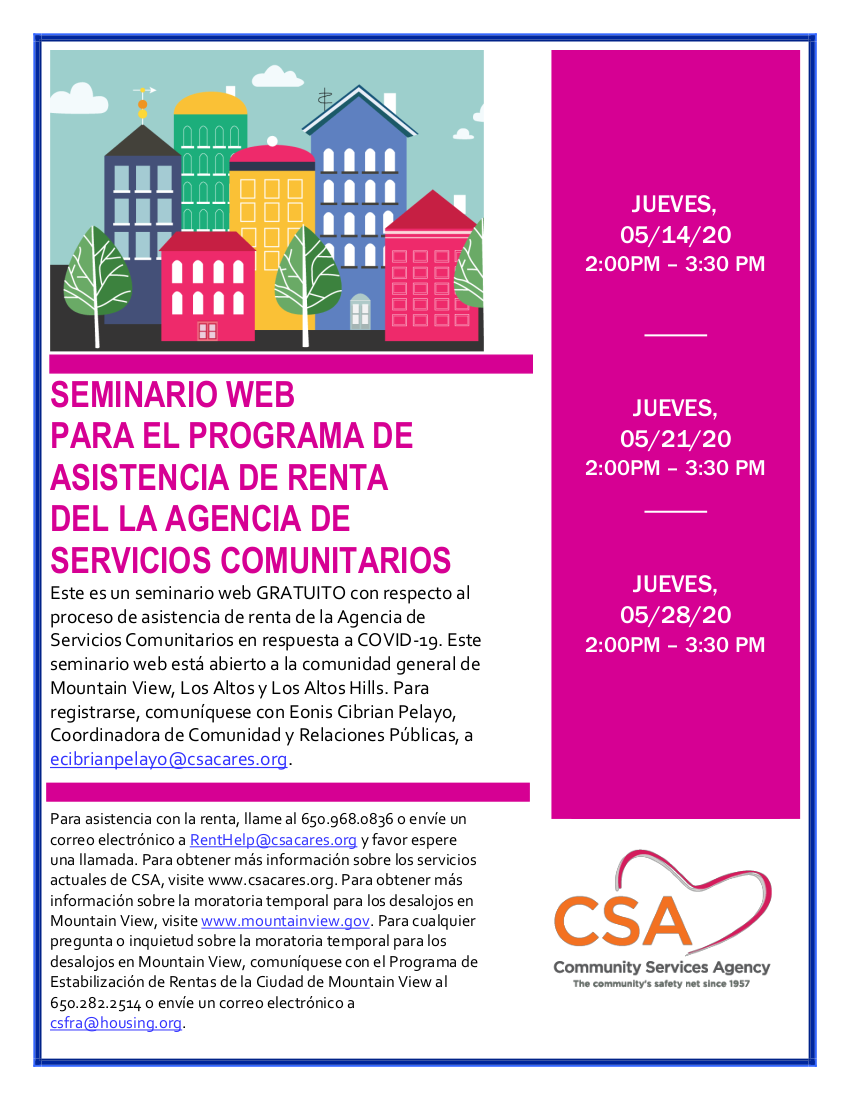 SEMINARIO WEB
PARA EL PROGRAMA DE
ASISTENCIA DE RENTA
DEL LA AGENCIA DE
SERVICIOS COMUNITARIOS
Este es un seminario web GRATUITO con respecto al
proceso de asistencia de renta de la Agencia de
Servicios Comunitarios en respuesta a COVID-19. Este
seminario web está abierto a la comunidad general de
Mountain View, Los Altos y Los Altos Hills. Para
registrarse, comuníquese con Eonis Cibrian Pelayo,
Coordinadora de Comunidad y Relaciones Públicas, a
ecibrianpelayo@csacares.org.
Para asistencia con la renta, llame al 650.968.0836 o envíe un
correo electrónico a RentHelp@csacares.org y favor espere
una llamada. Para obtener más información sobre los servicios
actuales de CSA, visite www.csacares.org. Para obtener más
información sobre la moratoria temporal para los desalojos en
Mountain View, visite www.mountainview.gov. Para cualquier
pregunta o inquietud sobre la moratoria temporal para los
desalojos en Mountain View, comuníquese con el Programa de
Estabilización de Rentas de la Ciudad de Mountain View al
650.282.2514 o envíe un correo electrónico a
csfra@housing.org.
JUEVES,
05/14/20
2:00PM – 3:30 PM
JUEVES,
05/21/20
2:00PM – 3:30 PM
JUEVES,
05/28/20
2:00PM – 3:30 PM
CSA
Community Services Agency
The community's safety net since 1957